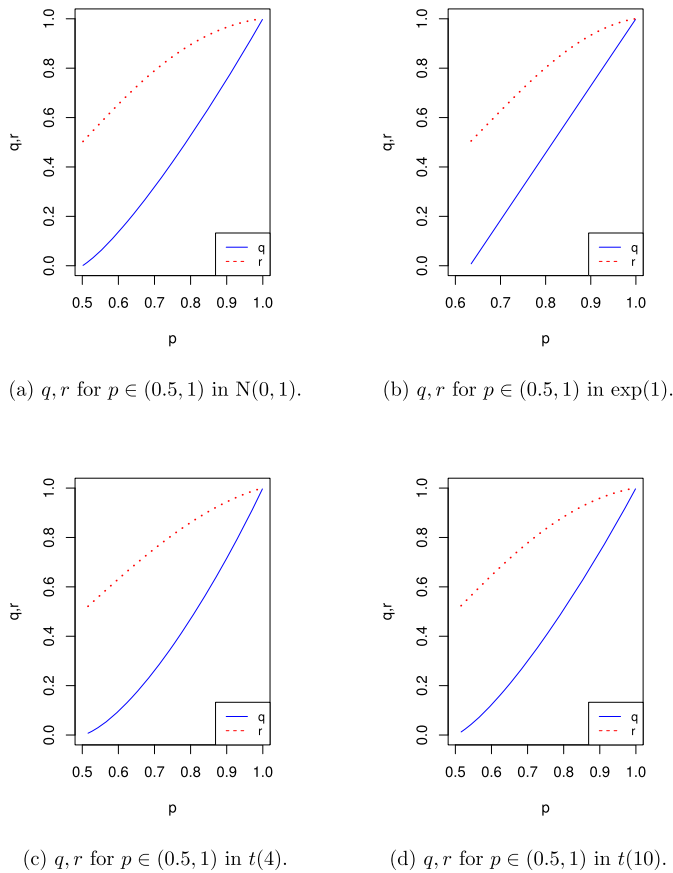 1.0
0.8
0.6
0.4
0.2
0.0
q,r
0.5 0.6 0.7 0.8 0.9 1.0
p
q
r
(a) q, r for p ∈ (0.5, 1) in N(0, 1).
1.0
0.8
0.6
0.4
0.2
0.0
q,r
0.6 0.7 0.8 0.9 1.0
p
q
r
(b) q, r for p ∈ (0.5, 1) in exp(1).
1.0
0.8
0.6
0.4
0.2
0.0
q,r
0.5 0.6 0.7 0.8 0.9 1.0
p
q
r
(c) q, r for p ∈ (0.5, 1) in t(4).
1.0
0.8
0.6
0.4
0.2
0.0
q,r
0.5 0.6 0.7 0.8 0.9 1.0
p
q
r
(d) q, r for p ∈ (0.5, 1) in t(10).